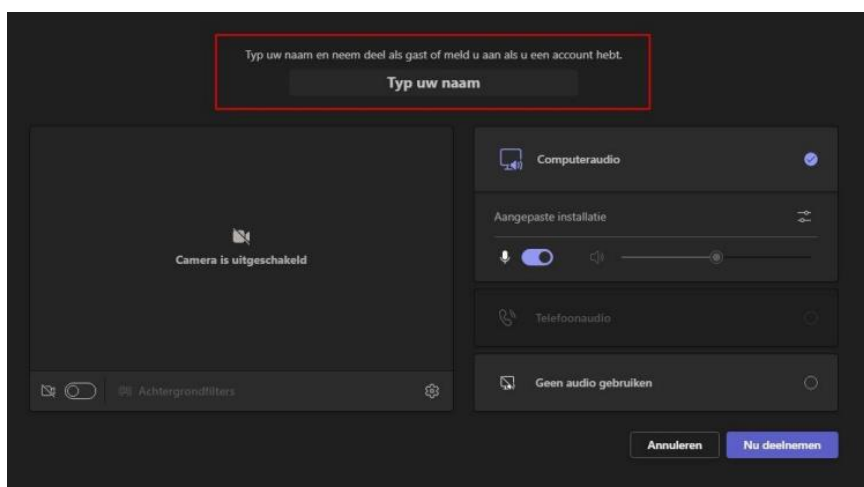 Typ uw naam en neem deel als gast of meld u aan als u een account hebt.
Typ uw naam
Computeraudio
Aangepaste installatie
Camera is uitgeschakeld
Telefoonaudio
Achtergrondfilters
Geen audio gebruiken
Annuleren
Nu deelnemen